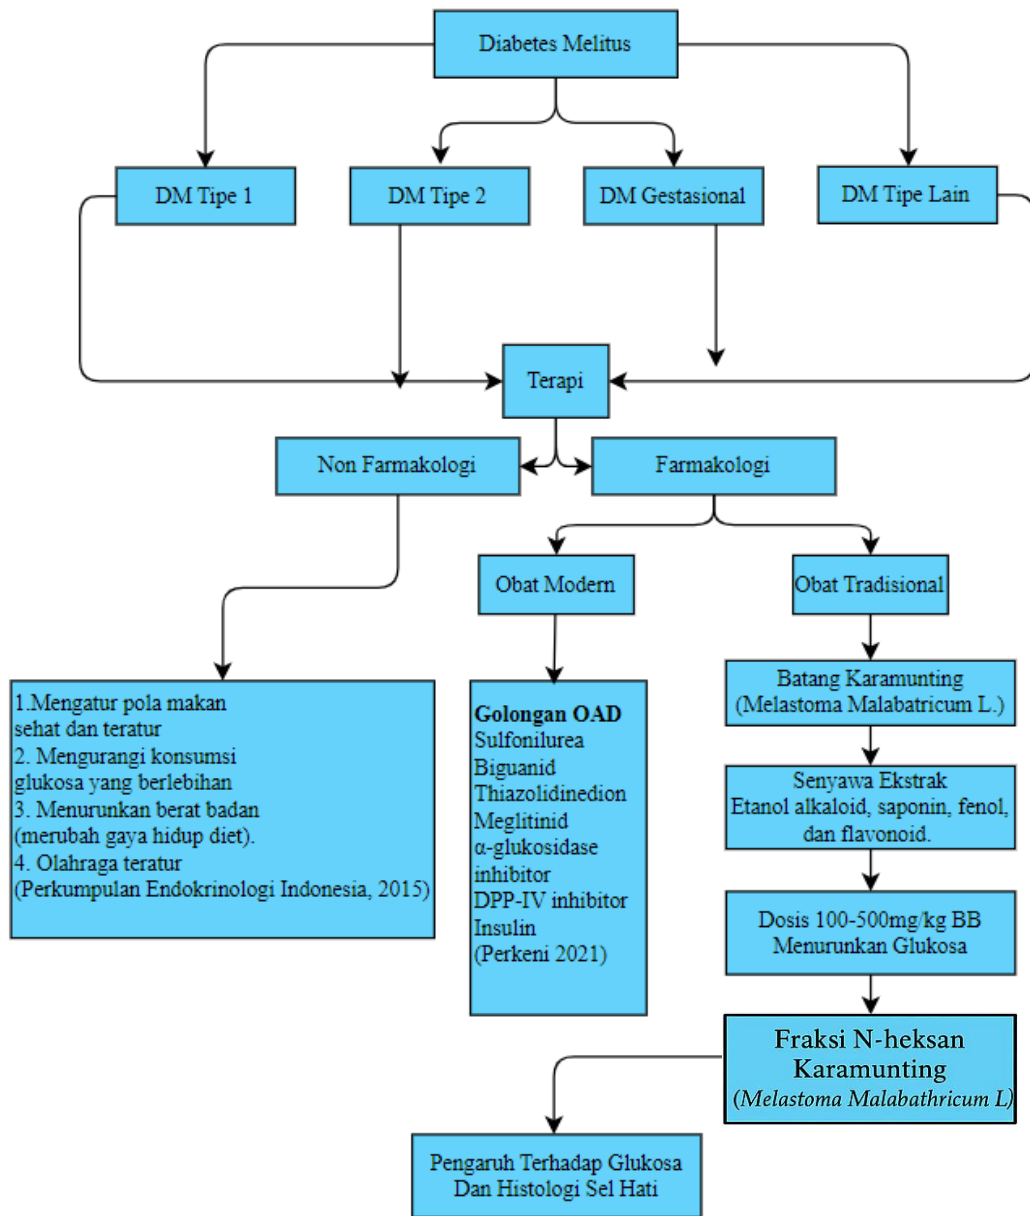 Diabetes Melitus
DM Tipe 1
DM Tipe 2
DM Gestasional
DM Tipe Lain
Terapi
Non Farmakologi
Farmakologi
Obat Modern
Obat Tradisional
1.Mengatur pola makan
sehat dan teratur
2. Mengurangi konsumsi
glukosa yang berlebihan
3. Menurunkan berat badan
(merubah gaya hidup diet).
4. Olahraga teratur
(Perkumpulan Endokrinologi Indonesia, 2015)
Golongan OAD
Sulfonilurea
Biguanid
Thiazolidinedion
Meglitinid
α-glukosidase
inhibitor
DPP-IV inhibitor
Insulin
(Perkeni 2021)
Batang Karamunting
(Melastoma Malabatricum L.)
Senyawa Ekstrak
Etanol alkaloid, saponin, fenol,
dan flavonoid.
Dosis 100-500mg/kg BB
Menurunkan Glukosa
Fraksi N-heksan
Karamunting
(Melastoma Malabathricum L)
Pengaruh Terhadap Glukosa
Dan Histologi Sel Hati